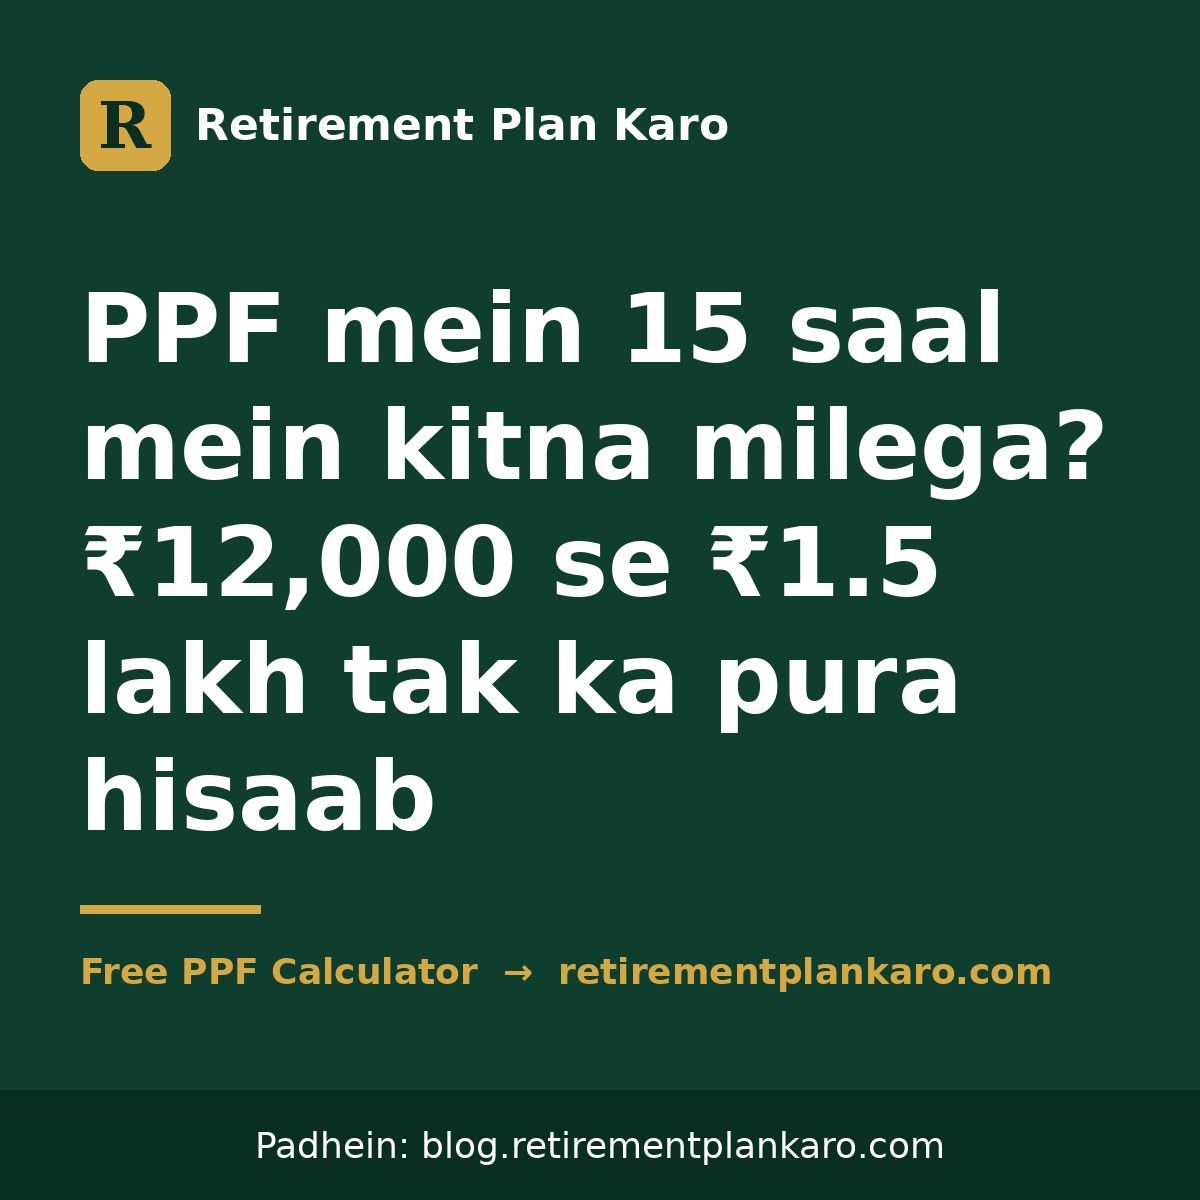 R
Retirement Plan Karo
PPF mein 15 saal
mein kitna milega?
₹12,000 se ₹1.5
lakh tak ka pura
hisaab
Free PPF Calculator → retirementplankaro.com
Padhein: blog.retirementplankaro.com